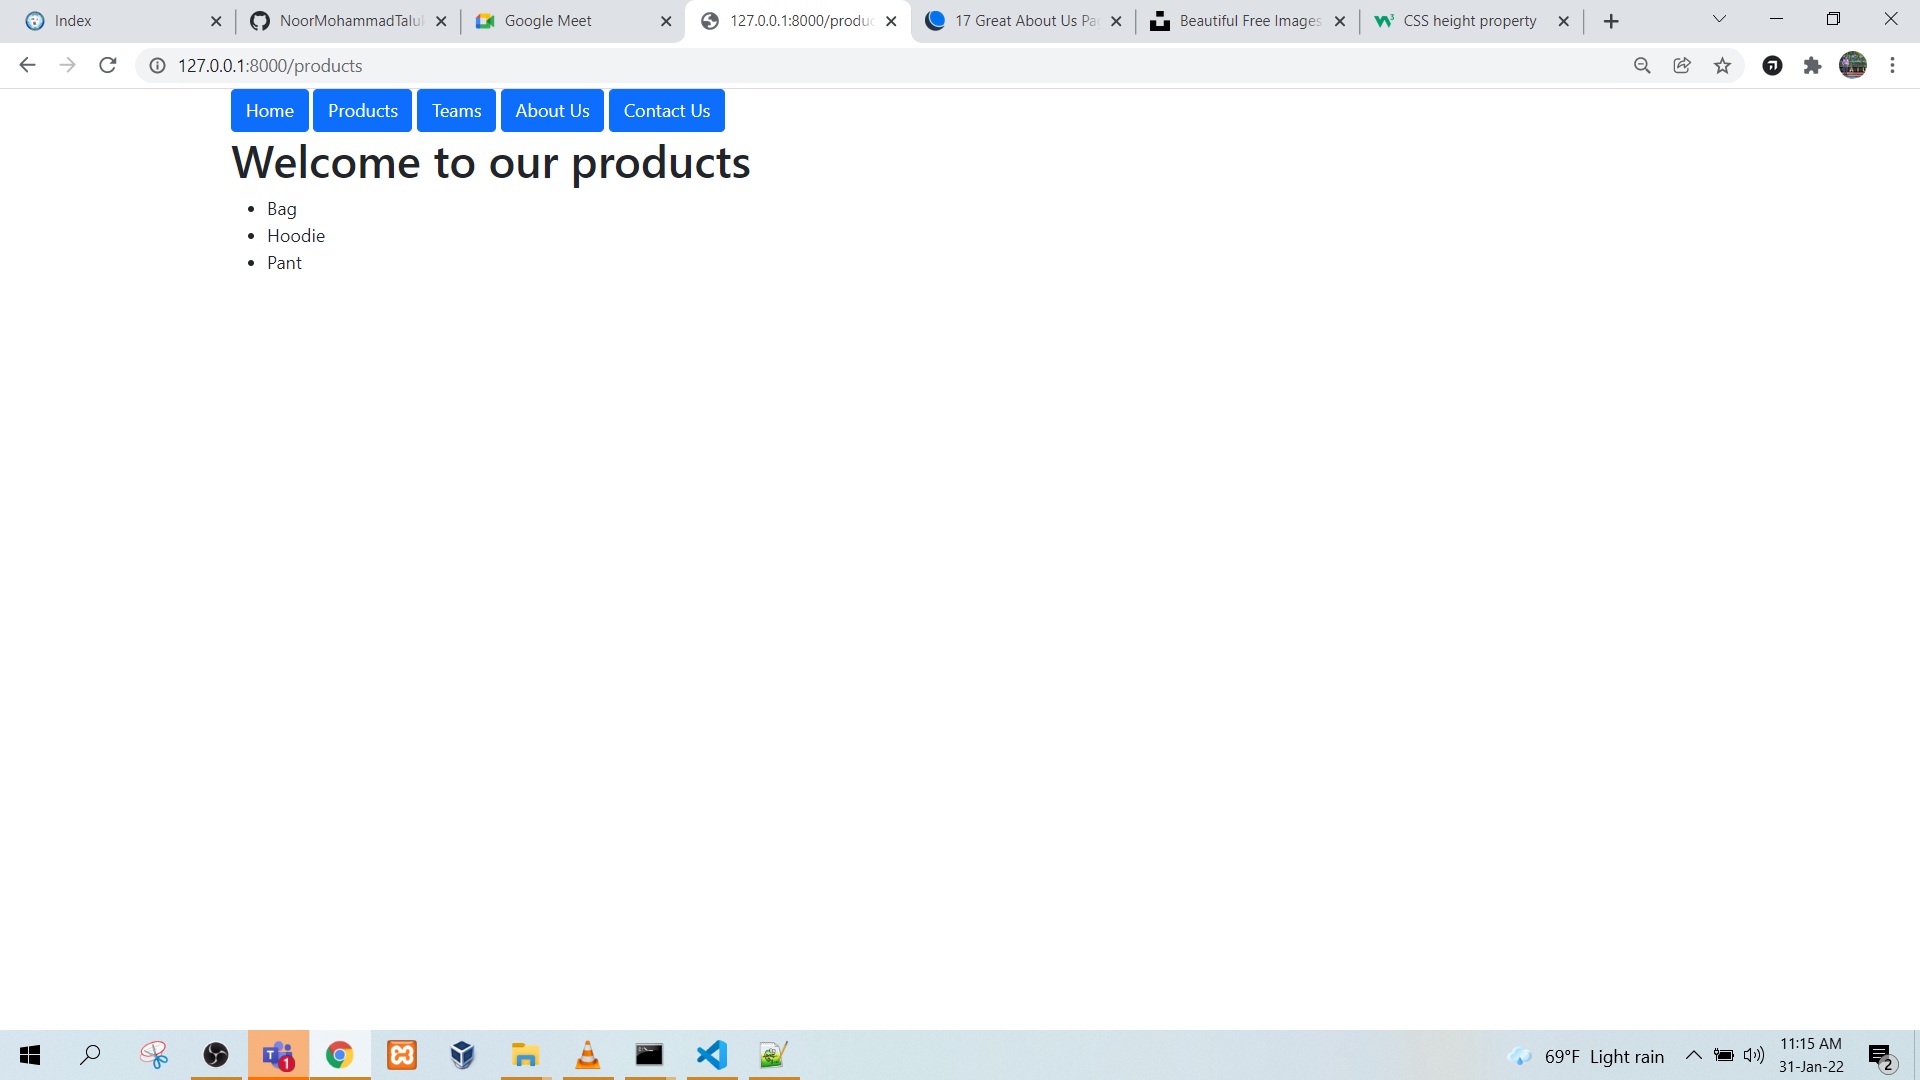 Index
NoorMohammadTaluk
Google Meet
127.0.0.1:8000/produc
17 Great About Us Pa
Beautiful Free Images
CSS height property
127.0.0.1:8000/products
Home
Products
Teams
About Us
Contact Us
Welcome to our products
Bag
Hoodie
Pant
1
69°F Light rain
11:15 AM
31-Jan-22
2